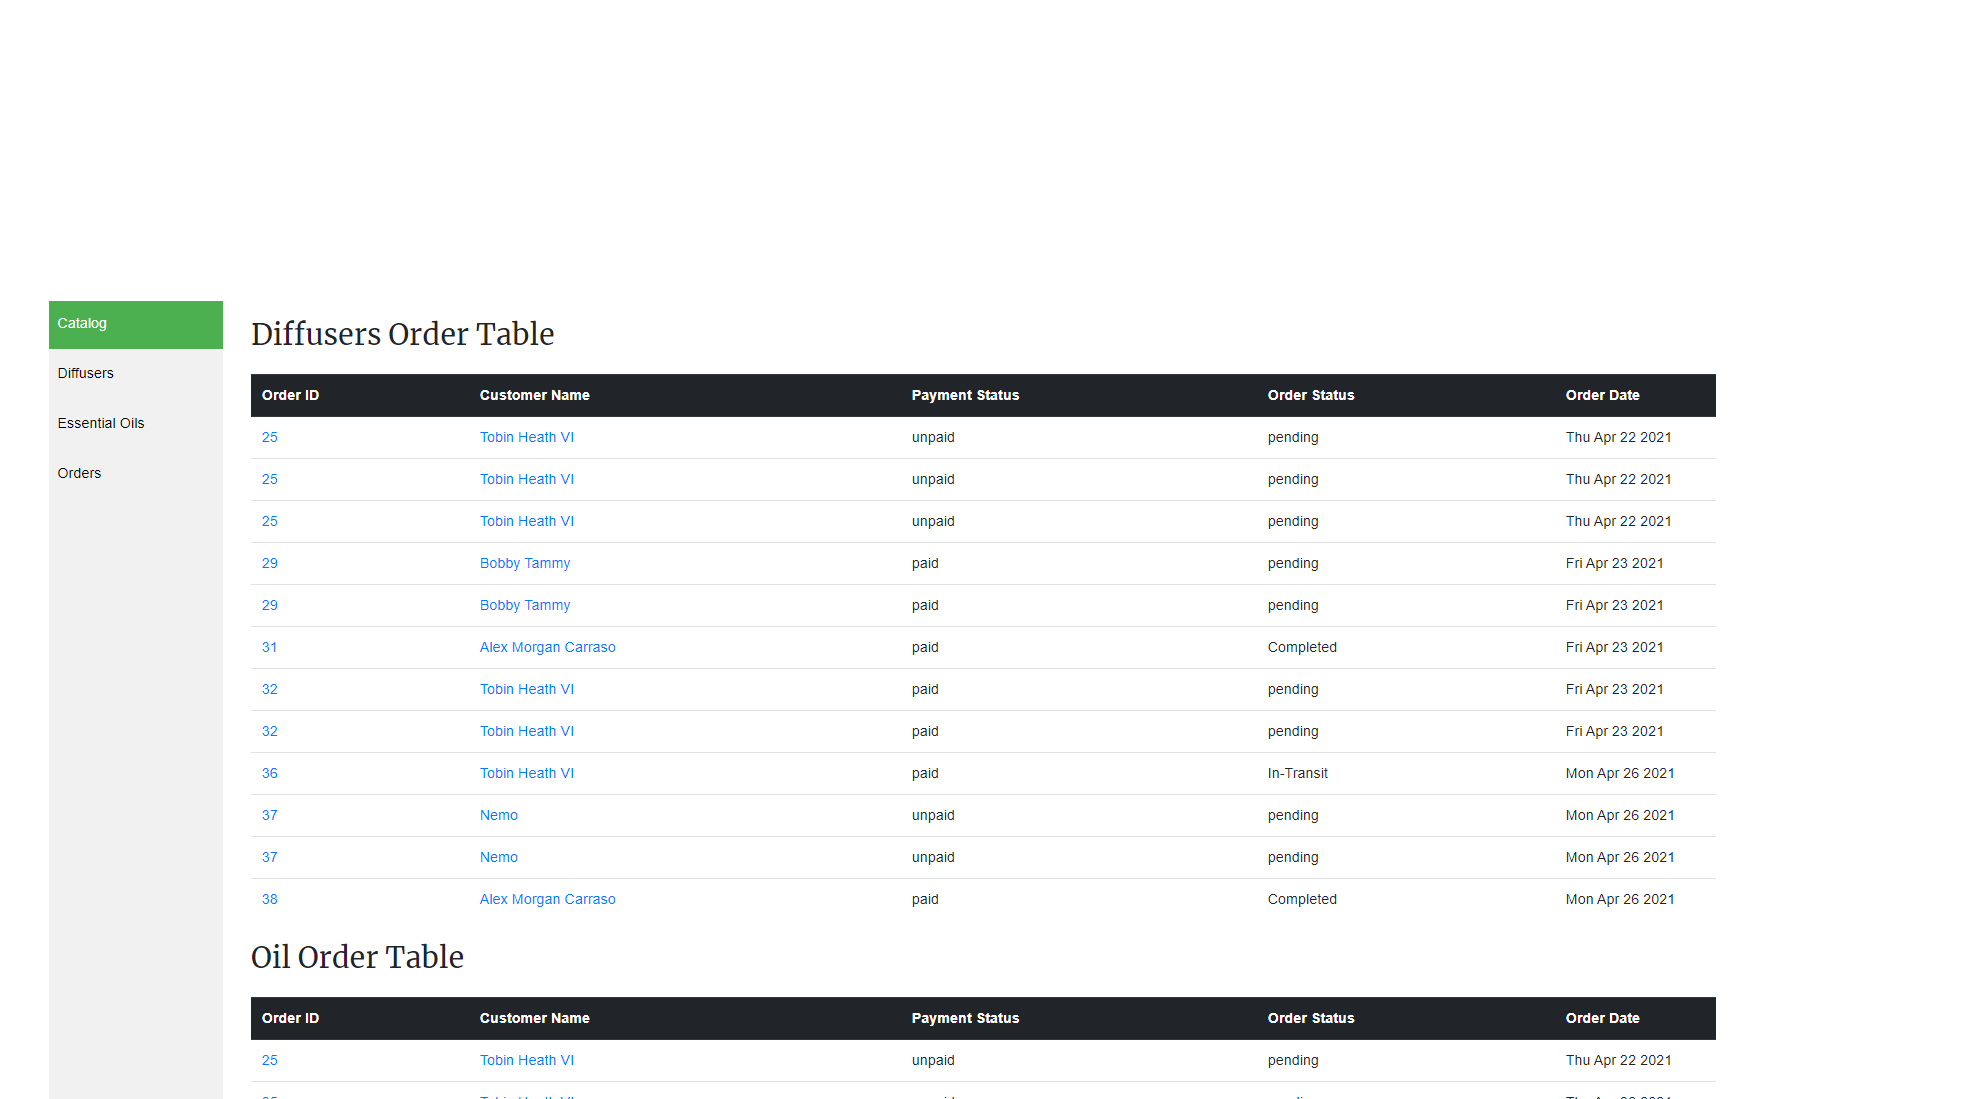 Catalog
Diffusers
Essential Oils
Orders
Diffusers Order Table
Order ID Customer Name Payment Status Order Status Order Date
25 Tobin Heath VI unpaid pending Thu Apr 22 2021
25 Tobin Heath VI unpaid pending Thu Apr 22 2021
25 Tobin Heath VI unpaid pending Thu Apr 22 2021
29 Bobby Tammy paid pending Fri Apr 23 2021
29 Bobby Tammy paid pending Fri Apr 23 2021
31 Alex Morgan Carraso paid Completed Fri Apr 23 2021
32 Tobin Heath VI paid pending Fri Apr 23 2021
32 Tobin Heath VI paid pending Fri Apr 23 2021
36 Tobin Heath VI paid In-Transit Mon Apr 26 2021
37 Nemo unpaid pending Mon Apr 26 2021
37 Nemo unpaid pending Mon Apr 26 2021
38 Alex Morgan Carraso paid Completed Mon Apr 26 2021
Oil Order Table
Order ID Customer Name Payment Status Order Status Order Date
25 Tobin Heath VI unpaid pending Thu Apr 22 2021